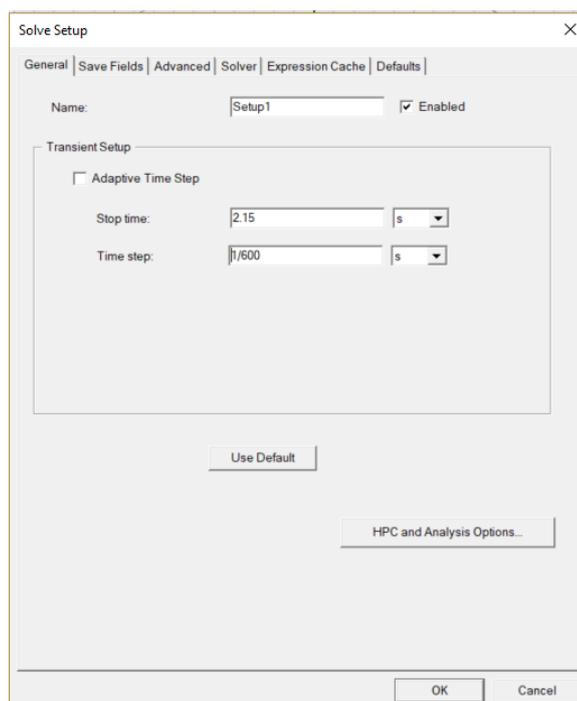 Solve Setup
General Save Fields Advanced Solver Expression Cache Defaults
Name: Setup1 Enabled
Transient Setup
Adaptive Time Step
Stop time: 2.15 s
Time step: 1/600 s
Use Default
HPC and Analysis Options...
OK Cancel